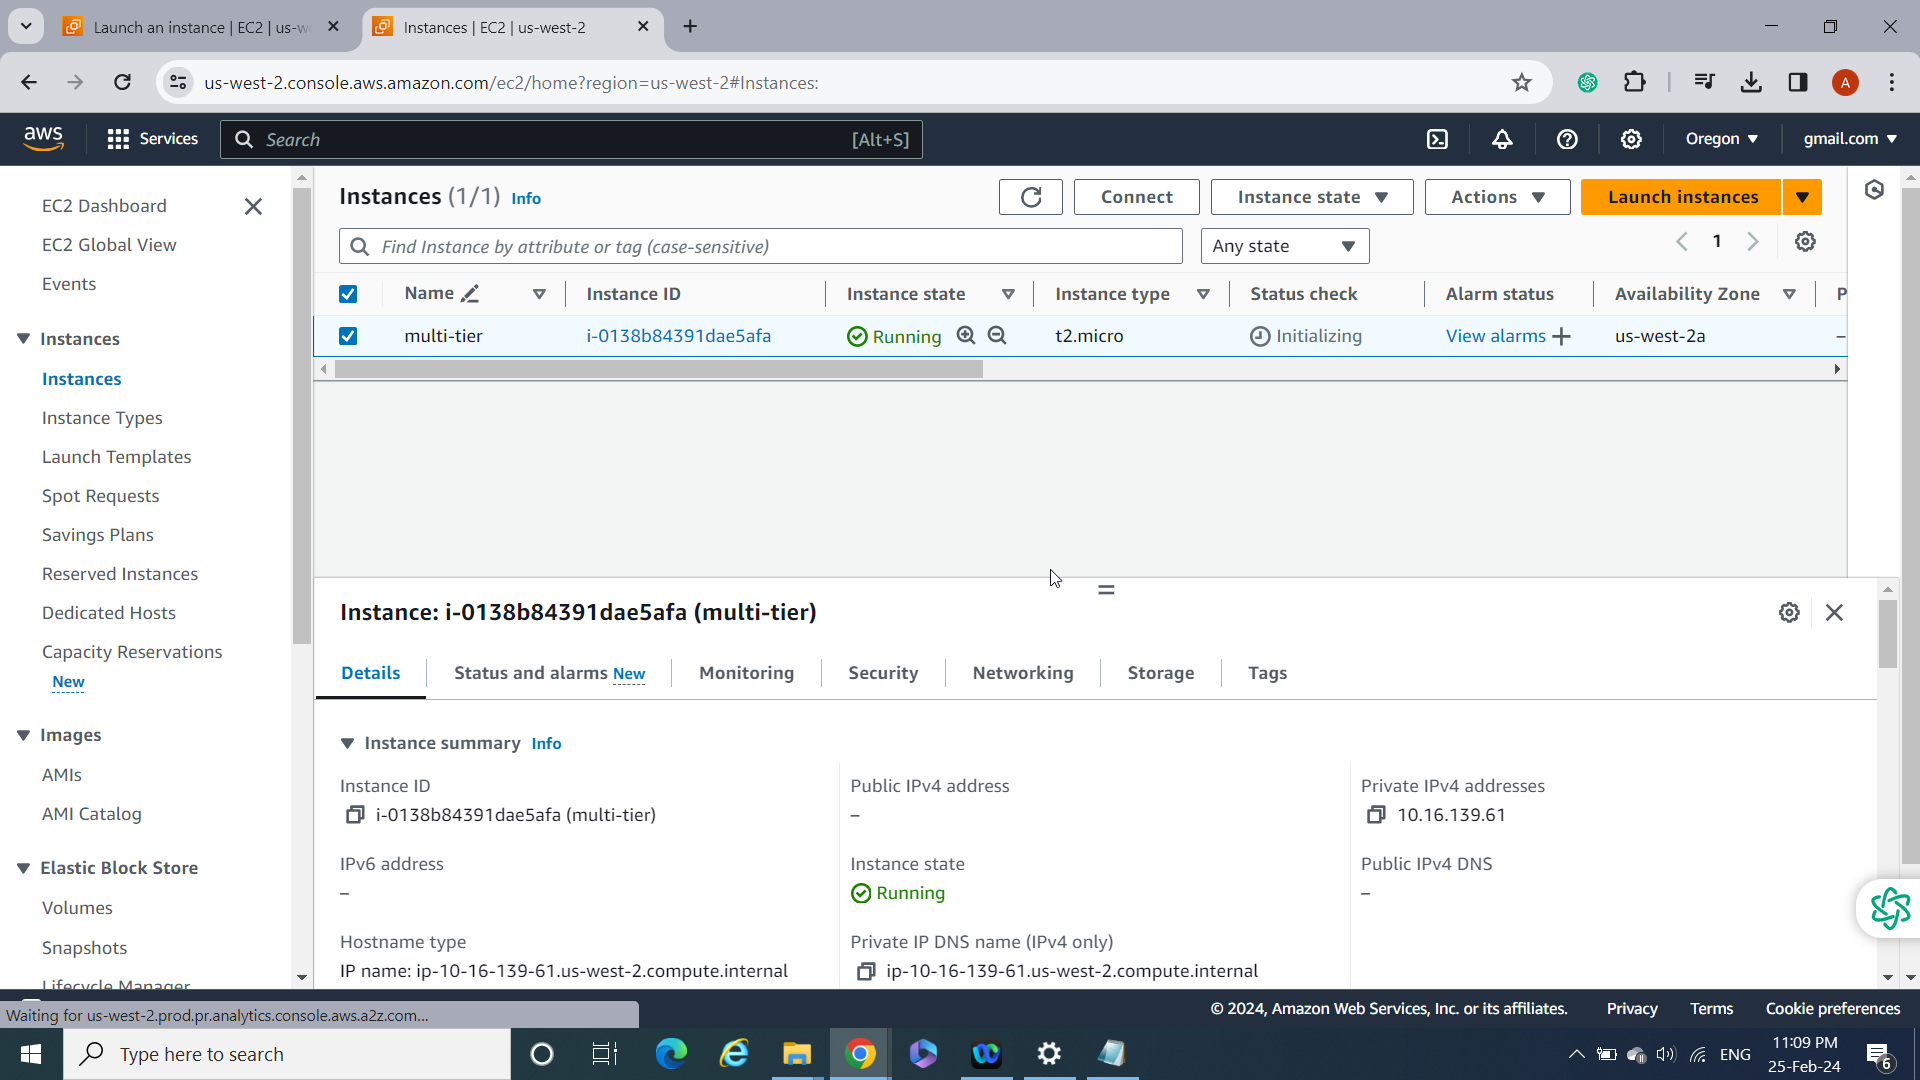 Launch an instance | EC2 | us-w
Instances | EC2 | us-west-2
us-west-2.console.aws.amazon.com/ec2/home?region=us-west-2#Instances:
A
aws
Services
Search
[Alt+S]
Oregon
gmail.com
EC2 Dashboard
EC2 Global View
Events
Instances
Instances
Instance Types
Launch Templates
Spot Requests
Savings Plans
Reserved Instances
Dedicated Hosts
Capacity Reservations
New
Images
AMIs
AMI Catalog
Elastic Block Store
Volumes
Snapshots
Lifecycle Manager
Instances (1/1) Info
Connect
Instance state
Actions
Launch instances
Find Instance by attribute or tag (case-sensitive)
Any state
1
Name Instance ID Instance state Instance type Status check Alarm status Availability Zone P
multi-tier i-0138b84391dae5afa Running t2.micro Initializing View alarms us-west-2a –
Instance: i-0138b84391dae5afa (multi-tier)
Details Status and alarms New Monitoring Security Networking Storage Tags
Instance summary Info
Instance ID
i-0138b84391dae5afa (multi-tier)
Public IPv4 address
–
Private IPv4 addresses
10.16.139.61
IPv6 address
–
Instance state
Running
Public IPv4 DNS
–
Hostname type
IP name: ip-10-16-139-61.us-west-2.compute.internal
Private IP DNS name (IPv4 only)
ip-10-16-139-61.us-west-2.compute.internal
Waiting for us-west-2.prod.pr.analytics.console.aws.a2z.com...
© 2024, Amazon Web Services, Inc. or its affiliates.
Privacy
Terms
Cookie preferences
Type here to search
ENG
11:09 PM
25-Feb-24
6